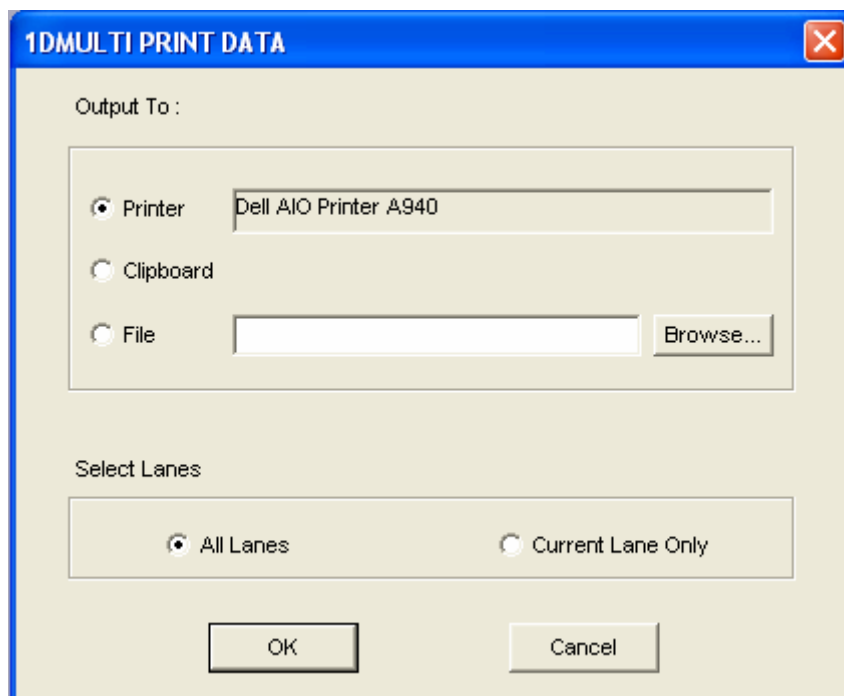 1DMULTI PRINT DATA
Output To :
Printer Dell AIO Printer A940
Clipboard
File Browse...
Select Lanes
All Lanes Current Lane Only
OK Cancel